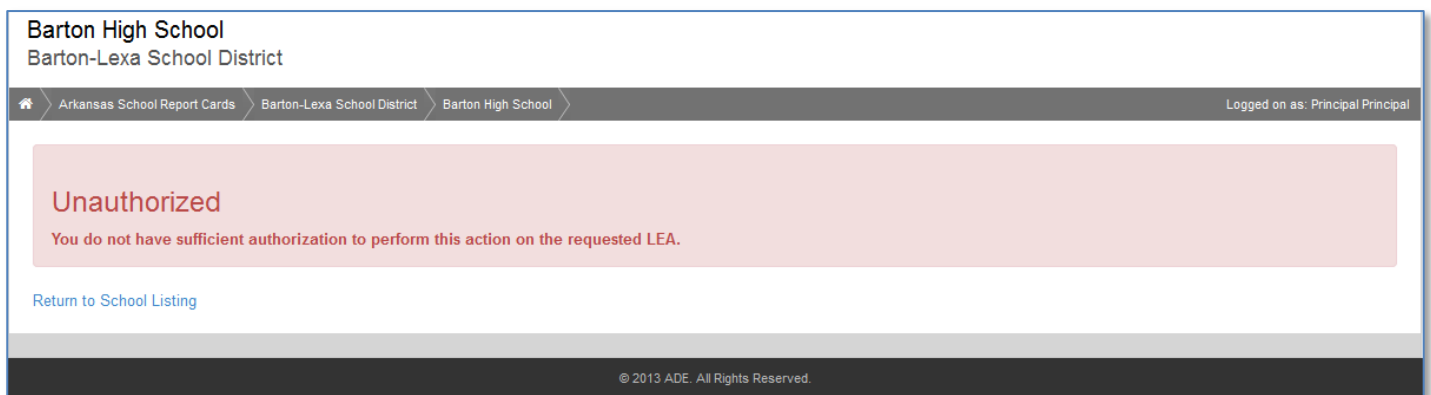 Barton High School
Barton-Lexa School District
Arkansas School Report Cards Barton-Lexa School District Barton High School Logged on as: Principal Principal
Unauthorized
You do not have sufficient authorization to perform this action on the requested LEA.
Return to School Listing
© 2013 ADE. All Rights Reserved.